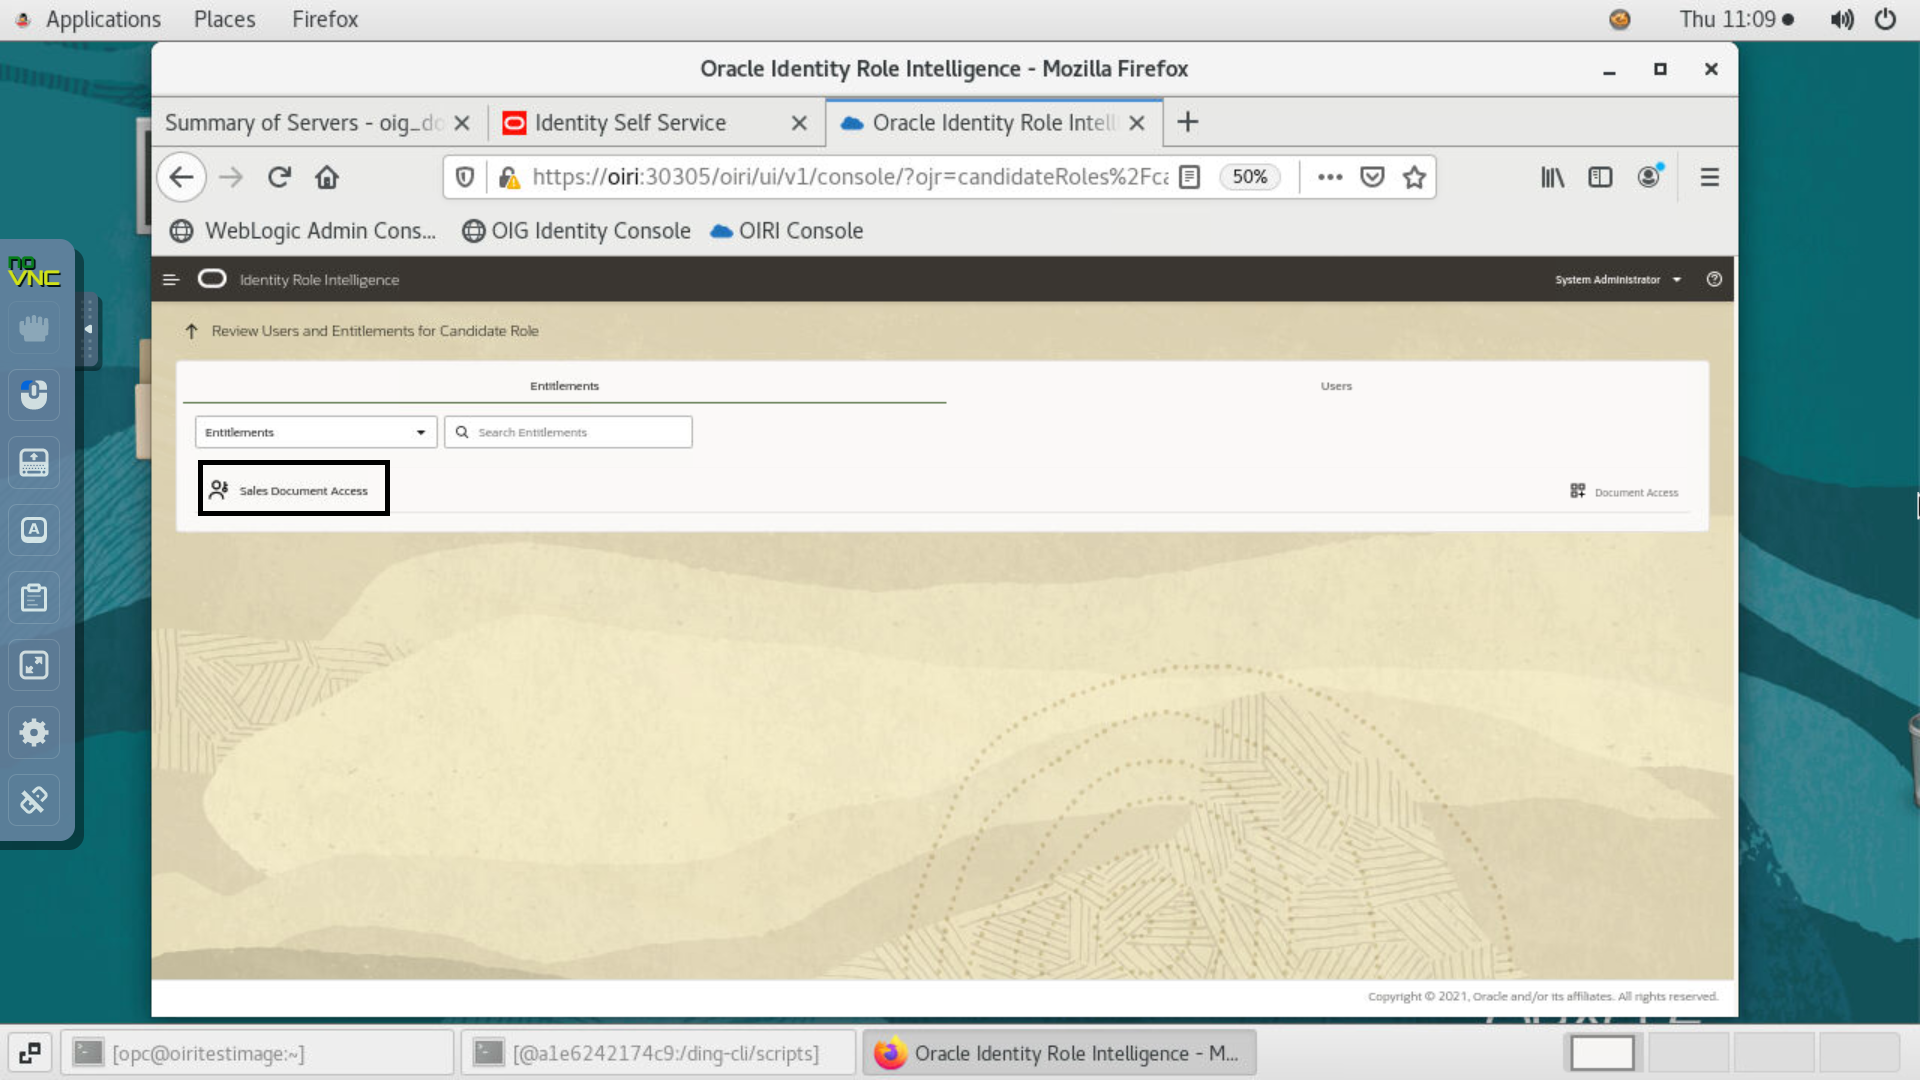 Applications Places Firefox Thu 11:09
Oracle Identity Role Intelligence - Mozilla Firefox
Summary of Servers - oig_do
Identity Self Service
Oracle Identity Role Intell
https://oiri:30305/oiri/ui/v1/console/?ojr=candidateRoles%2Fca 50%
WebLogic Admin Cons... OIG Identity Console OIRI Console
no
VNC
Identity Role Intelligence System Administrator
Review Users and Entitlements for Candidate Role
Entitlements Users
Entitlements Search Entitlements
Sales Document Access Document Access
A
Copyright © 2021, Oracle and/or its affiliates. All rights reserved.
[opc@oiritestimage:~] [@a1e6242174c9:/ding-cli/scripts] Oracle Identity Role Intelligence - M...